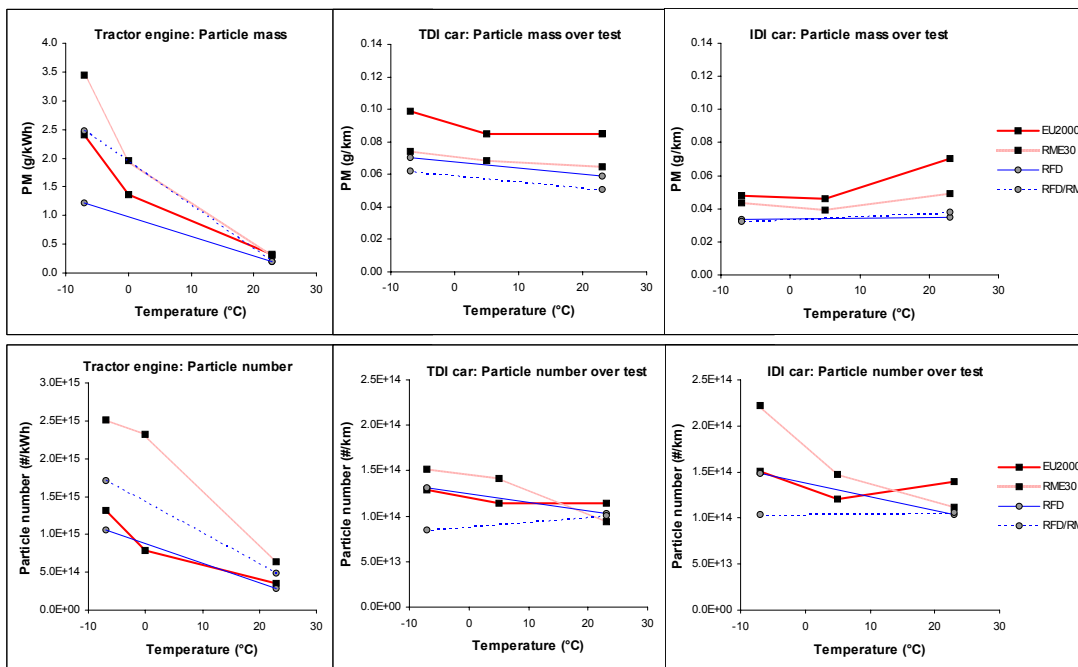 Tractor engine: Particle mass
4.0
3.5
3.0
2.5
2.0
1.5
1.0
0.5
0.0
PM (g/kWh)
-10 0 10 20 30
Temperature (°C)
TDI car: Particle mass over test
0.14
0.12
0.10
0.08
0.06
0.04
0.02
0.00
PM (g/km)
-10 0 10 20 30
Temperature (°C)
IDI car: Particle mass over test
0.14
0.12
0.10
0.08
0.06
0.04
0.02
0.00
PM (g/km)
-10 0 10 20 30
Temperature (°C)
EU2000
RME30
RFD
RFD/RM
Tractor engine: Particle number
3.0E+15
2.5E+15
2.0E+15
1.5E+15
1.0E+15
5.0E+14
0.0E+00
Particle number (#/kWh)
-10 0 10 20 30
Temperature (°C)
TDI car: Particle number over test
2.5E+14
2.0E+14
1.5E+14
1.0E+14
5.0E+13
0.0E+00
Particle number (#/km)
-10 0 10 20 30
Temperature (°C)
IDI car: Particle number over test
2.5E+14
2.0E+14
1.5E+14
1.0E+14
5.0E+13
0.0E+00
Particle number (#/km)
-10 0 10 20 30
Temperature (°C)
EU2000
RME30
RFD
RFD/RM